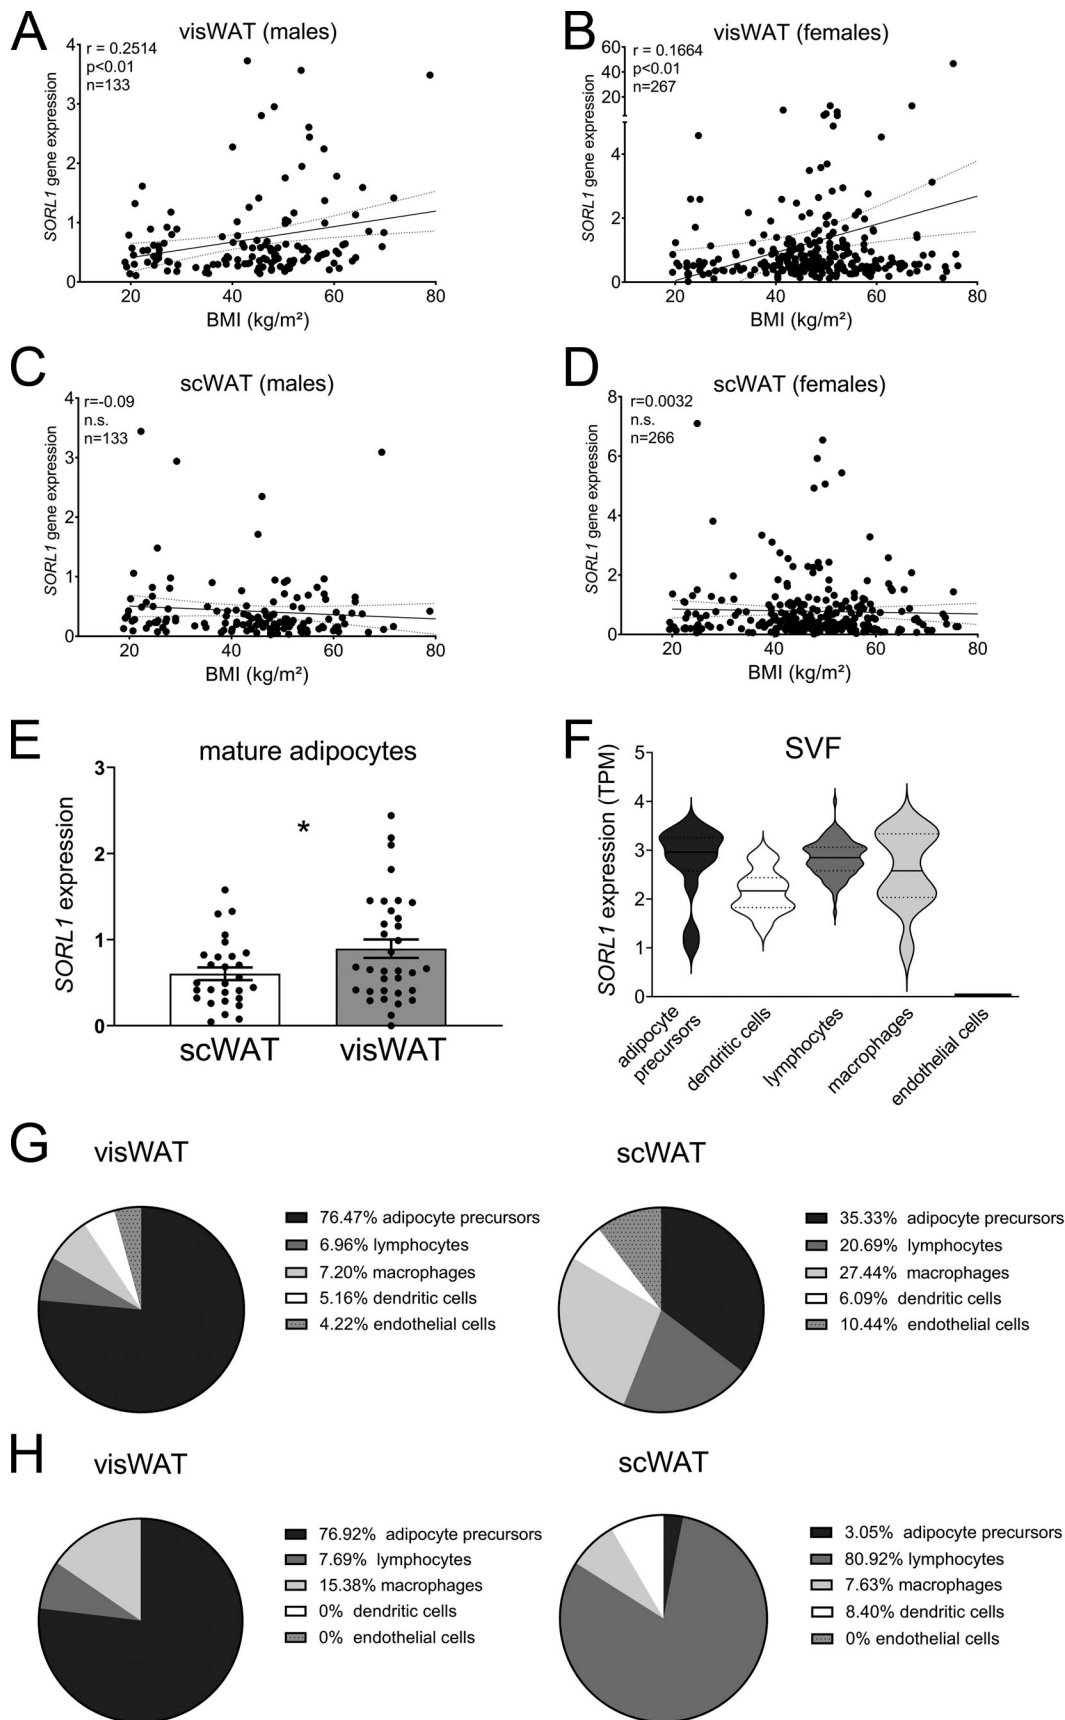 A
visWAT (males)
r = 0.2514
p<0.01
n=133
SORL1 gene expression
4
3
2
1
0
20
40
60
80
BMI (kg/m²)
B
visWAT (females)
r = 0.1664
p<0.01
n=267
SORL1 gene expression
60
40
20
4
2
0
20
40
60
80
BMI (kg/m²)
C
scWAT (males)
r=-0.09
n.s.
n=133
SORL1 gene expression
4
3
2
1
0
20
40
60
80
BMI (kg/m²)
D
scWAT (females)
r=0.0032
n.s.
n=266
SORL1 gene expression
8
6
4
2
0
20
40
60
80
BMI (kg/m²)
E
mature adipocytes
SORL1 expression
3
2
1
0
*
scWAT
visWAT
F
SVF
SORL1 expression (TPM)
5
4
3
2
1
0
adipocyte
precursors
dendritic cells
lymphocytes
macrophages
endothelial cells
G
visWAT
76.47% adipocyte precursors
6.96% lymphocytes
7.20% macrophages
5.16% dendritic cells
4.22% endothelial cells
scWAT
35.33% adipocyte precursors
20.69% lymphocytes
27.44% macrophages
6.09% dendritic cells
10.44% endothelial cells
H
visWAT
76.92% adipocyte precursors
7.69% lymphocytes
15.38% macrophages
0% dendritic cells
0% endothelial cells
scWAT
3.05% adipocyte precursors
80.92% lymphocytes
7.63% macrophages
8.40% dendritic cells
0% endothelial cells